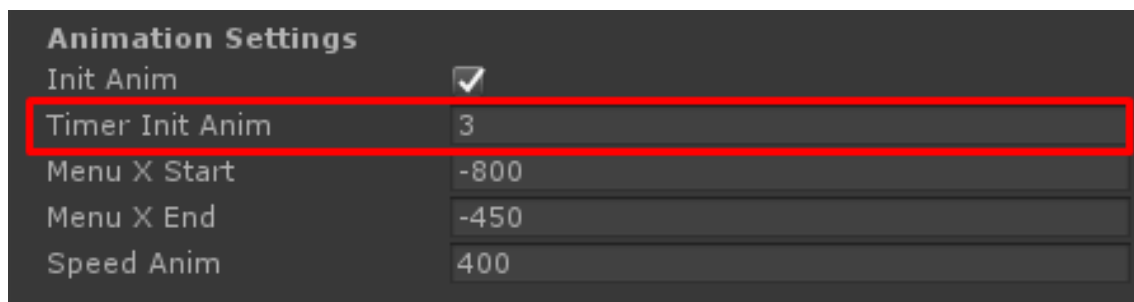 Animation Settings
Init Anim
Timer Init Anim 3
Menu X Start -800
Menu X End -450
Speed Anim 400